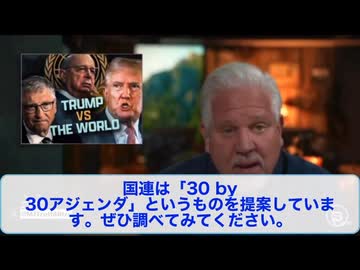 TRUMP
VS
THE WORLD
国連は「30 by
30アジェンダ」というものを提案していま
す。ぜひ調べてみてください。